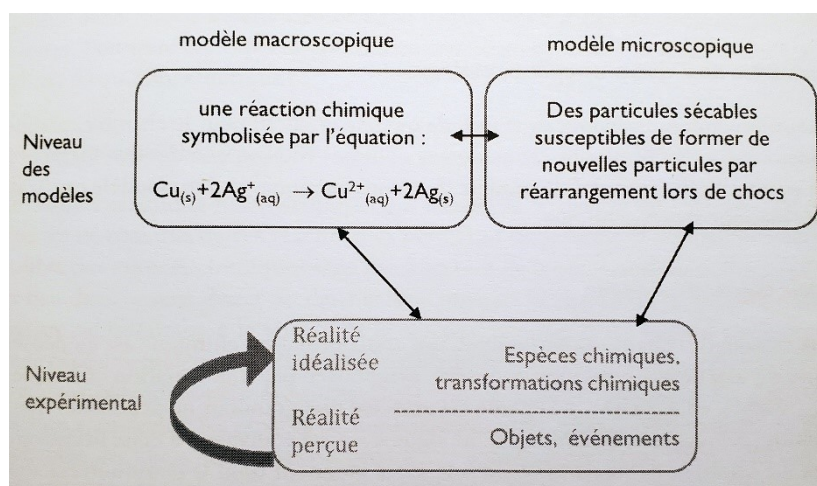 modèle macroscopique
modèle microscopique
Niveau
des
modèles
une réaction chimique
symbolisée par l'équation :
Cu(s)+2Ag⁺(aq) → Cu²⁺(aq)+2Ag(s)
Des particules sécables
susceptibles de former de
nouvelles particules par
réarrangement lors de chocs
Niveau
expérimental
Réalité
idéalisée
Espèces chimiques,
transformations chimiques
Réalité
perçue
Objets, événements